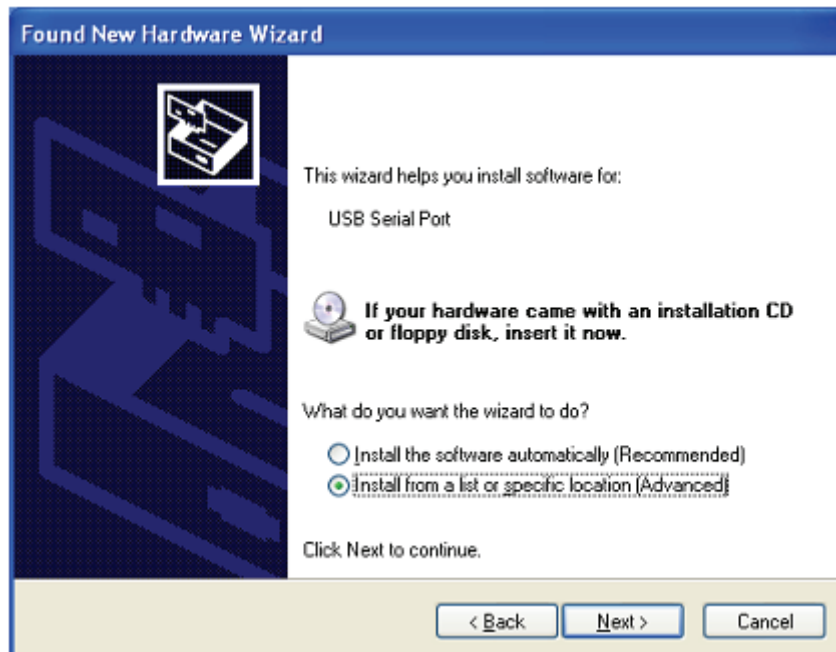 Found New Hardware Wizard
This wizard helps you install software for:
USB Serial Port
If your hardware came with an installation CD
or floppy disk, insert it now.
What do you want the wizard to do?
Install the software automatically (Recommended)
Install from a list or specific location (Advanced)
Click Next to continue.
< Back Next > Cancel